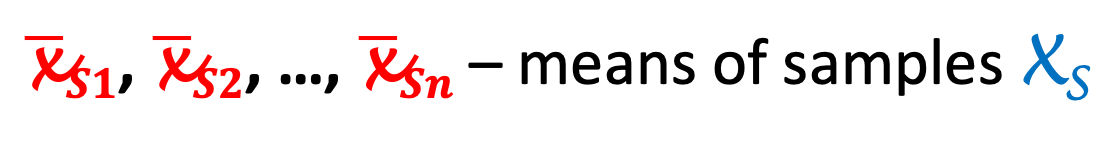 x̄S1, x̄S2, ..., x̄Sn – means of samples XS